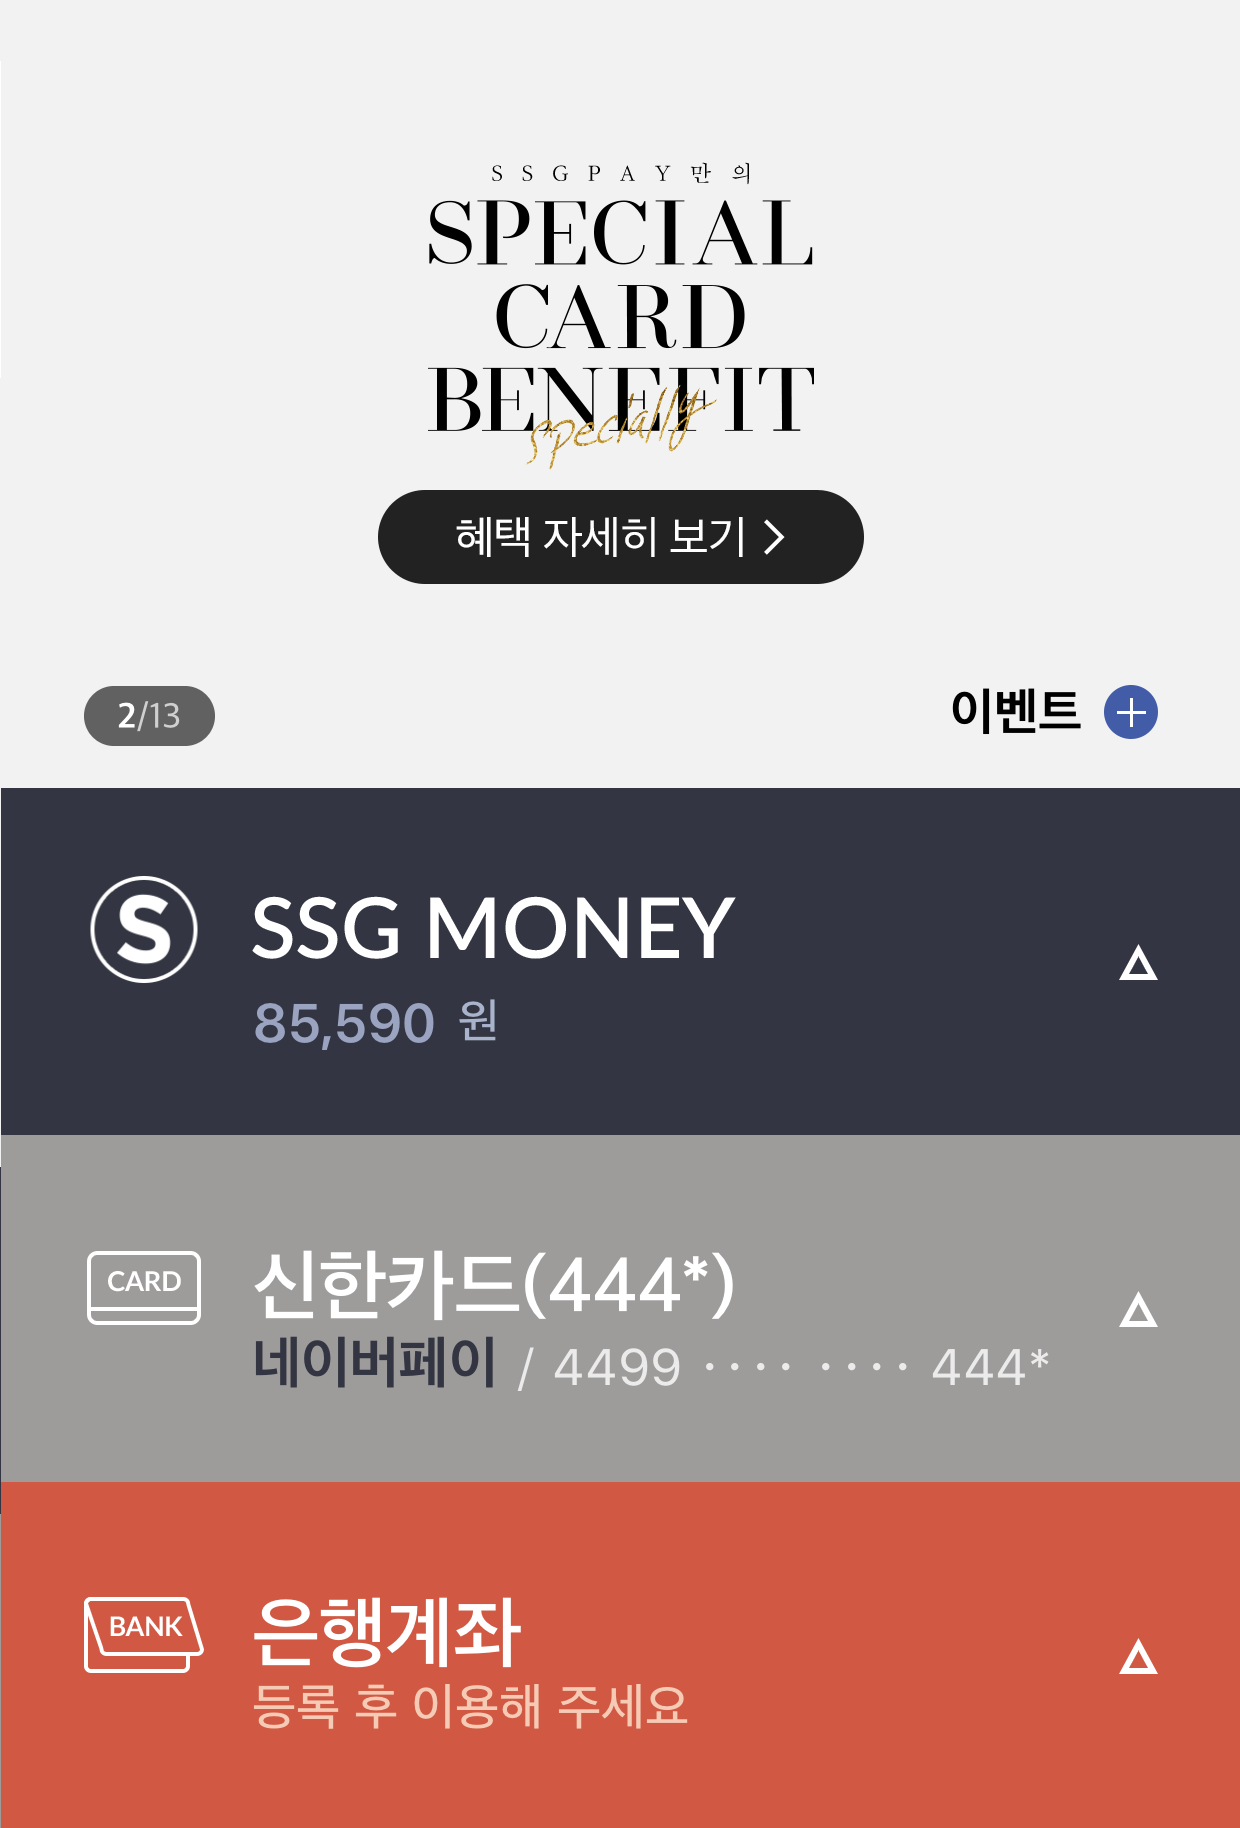 SSGPAY만의
SPECIAL
CARD
BENEFIT
specially
혜택 자세히 보기 >
2/13
이벤트 +
S
SSG MONEY
85,590 원
CARD
신한카드(444*)
네이버페이 / 4499 ···· ···· 444*
BANK
은행계좌
등록 후 이용해 주세요